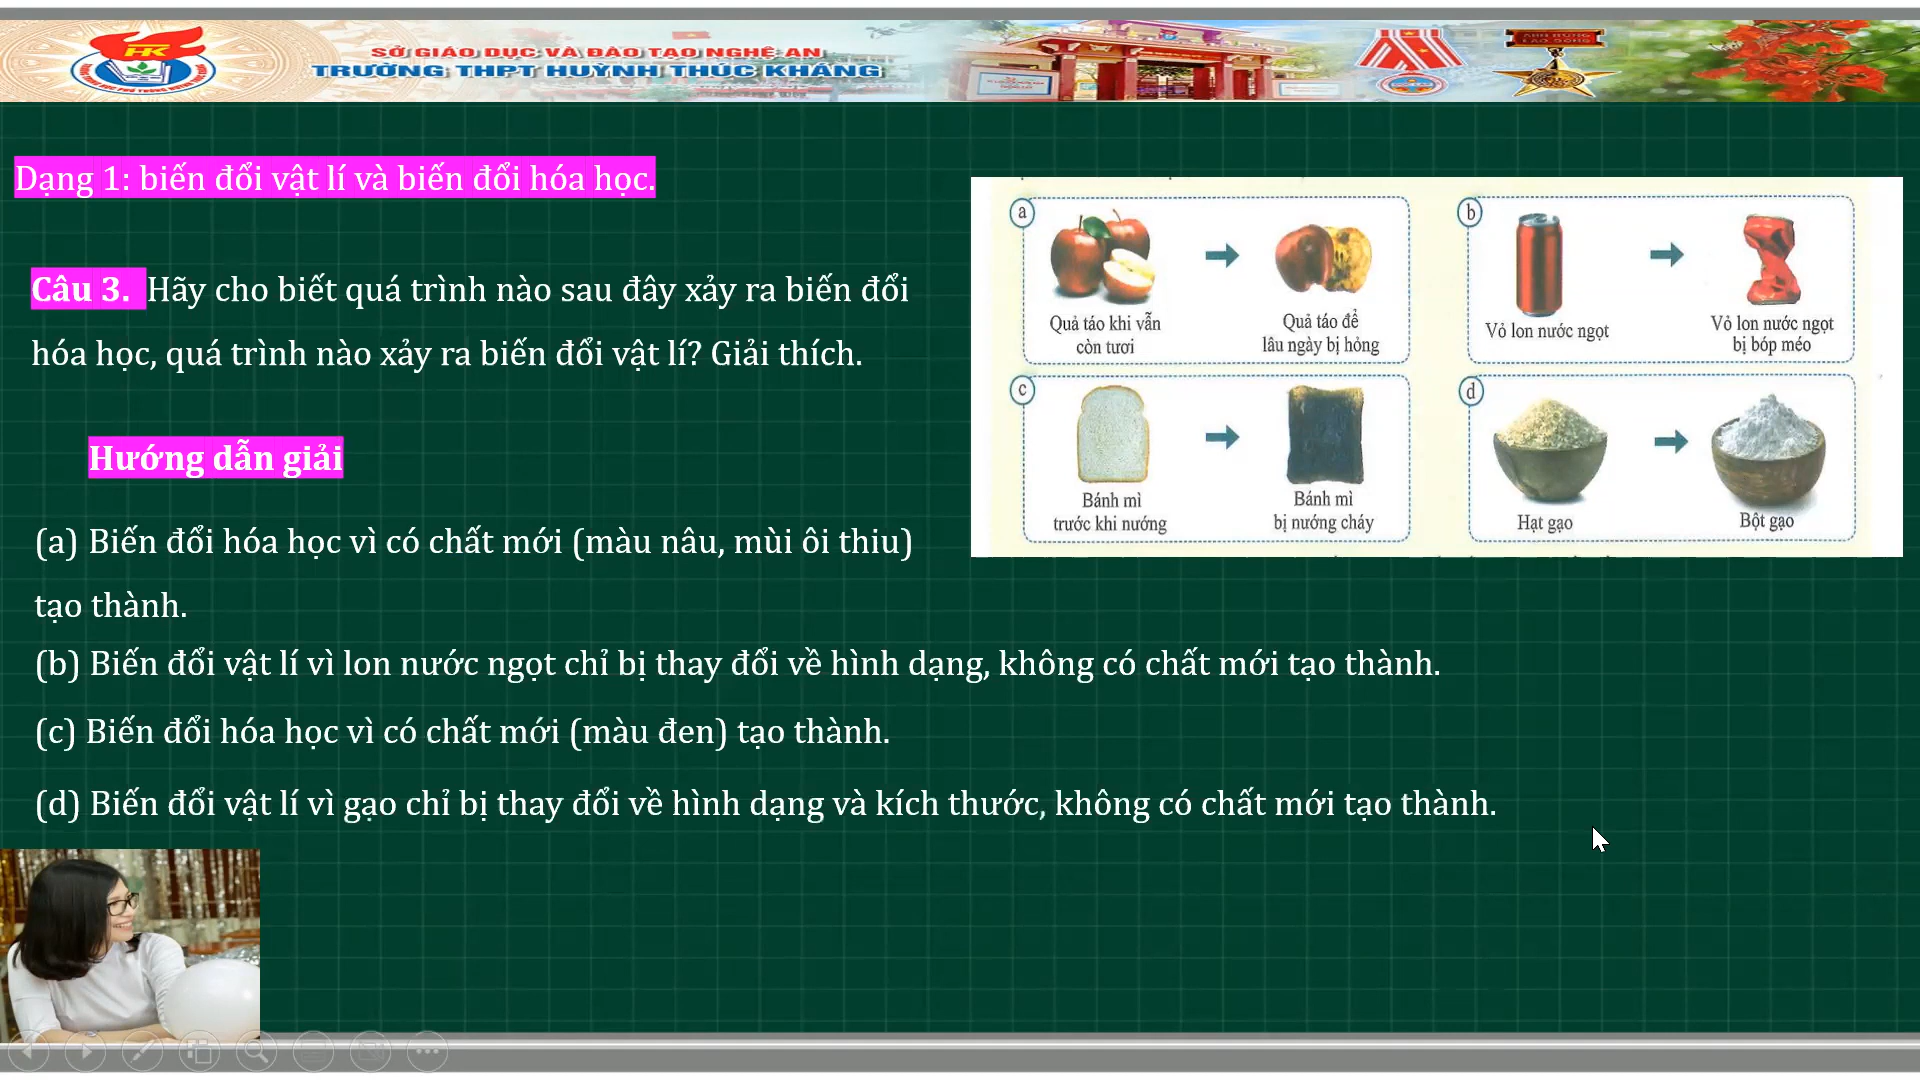 HK
SỞ GIÁO DỤC VÀ ĐÀO TẠO NGHỆ AN
TRƯỜNG THPT HUỲNH THÚC KHÁNG
Dạng 1: biến đổi vật lí và biến đổi hóa học.
Câu 3. Hãy cho biết quá trình nào sau đây xảy ra biến đổi
hóa học, quá trình nào xảy ra biến đổi vật lí? Giải thích.
a
Quả táo khi vẫn
còn tươi
Quả táo để
lâu ngày bị hỏng
b
Vỏ lon nước ngọt
Vỏ lon nước ngọt
bị bóp méo
c
Bánh mì
trước khi nướng
Bánh mì
bị nướng cháy
d
Hạt gạo
Bột gạo
Hướng dẫn giải
(a) Biến đổi hóa học vì có chất mới (màu nâu, mùi ôi thiu)
tạo thành.
(b) Biến đổi vật lí vì lon nước ngọt chỉ bị thay đổi về hình dạng, không có chất mới tạo thành.
(c) Biến đổi hóa học vì có chất mới (màu đen) tạo thành.
(d) Biến đổi vật lí vì gạo chỉ bị thay đổi về hình dạng và kích thước, không có chất mới tạo thành.